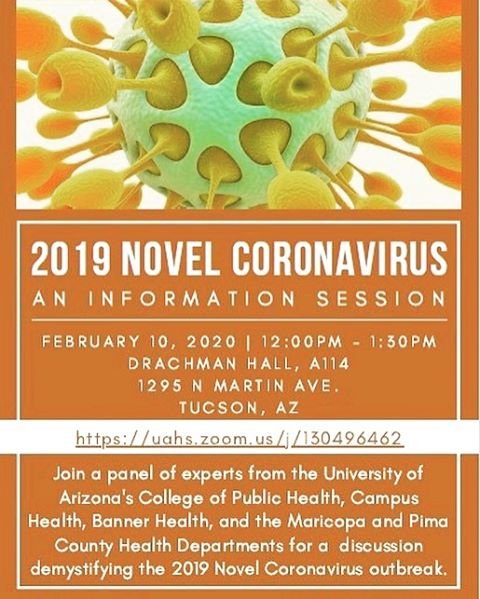 2019 NOVEL CORONAVIRUS
AN INFORMATION SESSION
FEBRUARY 10, 2020 | 12:00PM - 1:30PM
DRACHMAN HALL, A114
1295 N MARTIN AVE.
TUCSON, AZ
https://uahs.zoom.us/j/130496462
Join a panel of experts from the University of
Arizona's College of Public Health, Campus
Health, Banner Health, and the Maricopa and Pima
County Health Departments for a discussion
demystifying the 2019 Novel Coronavirus outbreak.